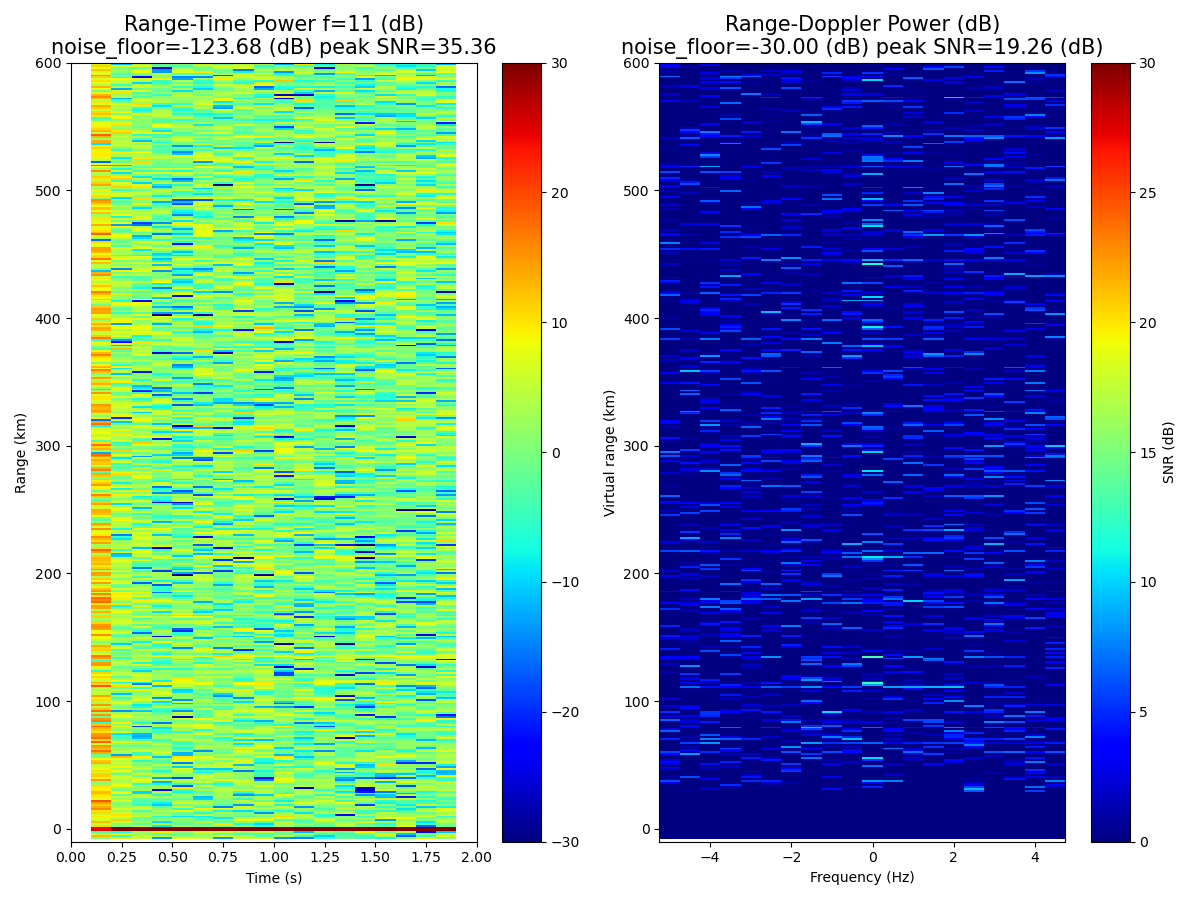 Range-Time Power f=11 (dB)
noise_floor=-123.68 (dB) peak SNR=35.36
600
500
400
300
200
100
0
Range (km)
0.00 0.25 0.50 0.75 1.00 1.25 1.50 1.75 2.00
Time (s)
30
20
10
0
−10
−20
−30
Range-Doppler Power (dB)
noise_floor=-30.00 (dB) peak SNR=19.26 (dB)
600
500
400
300
200
100
0
Virtual range (km)
−4 −2 0 2 4
Frequency (Hz)
30
25
20
15
10
5
0
SNR (dB)